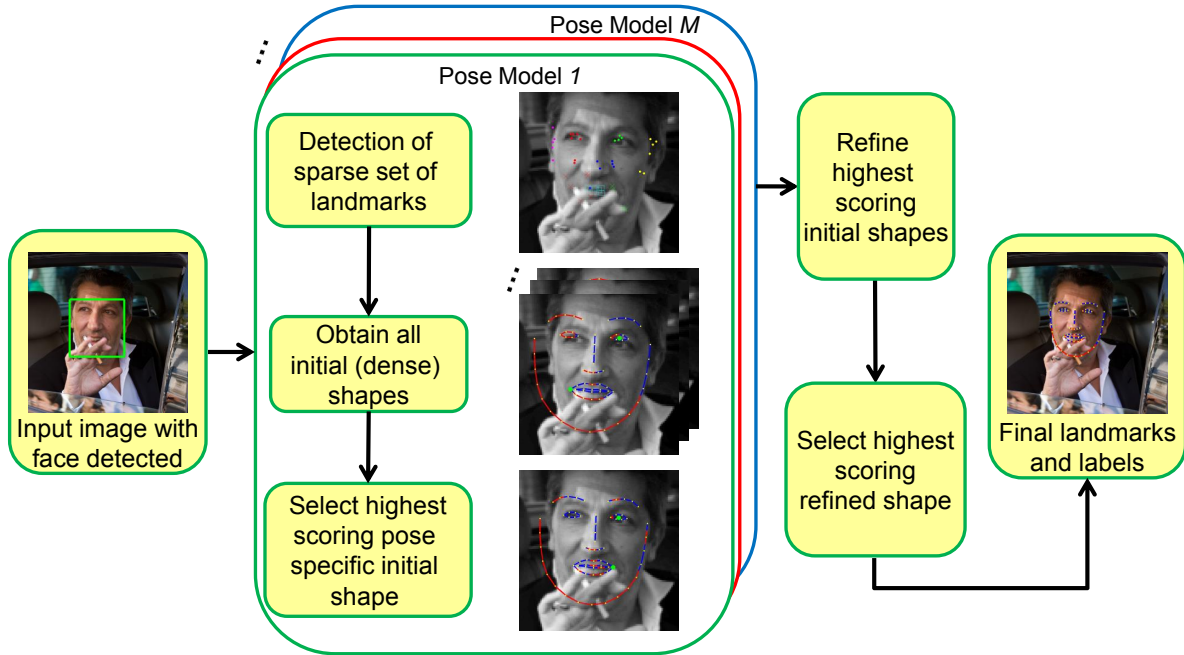 Pose Model M
Pose Model 1
Detection of
sparse set of
landmarks
Obtain all
initial (dense)
shapes
Select highest
scoring pose
specific initial
shape
Input image with
face detected
Refine
highest
scoring
initial shapes
Select highest
scoring
refined shape
Final landmarks
and labels